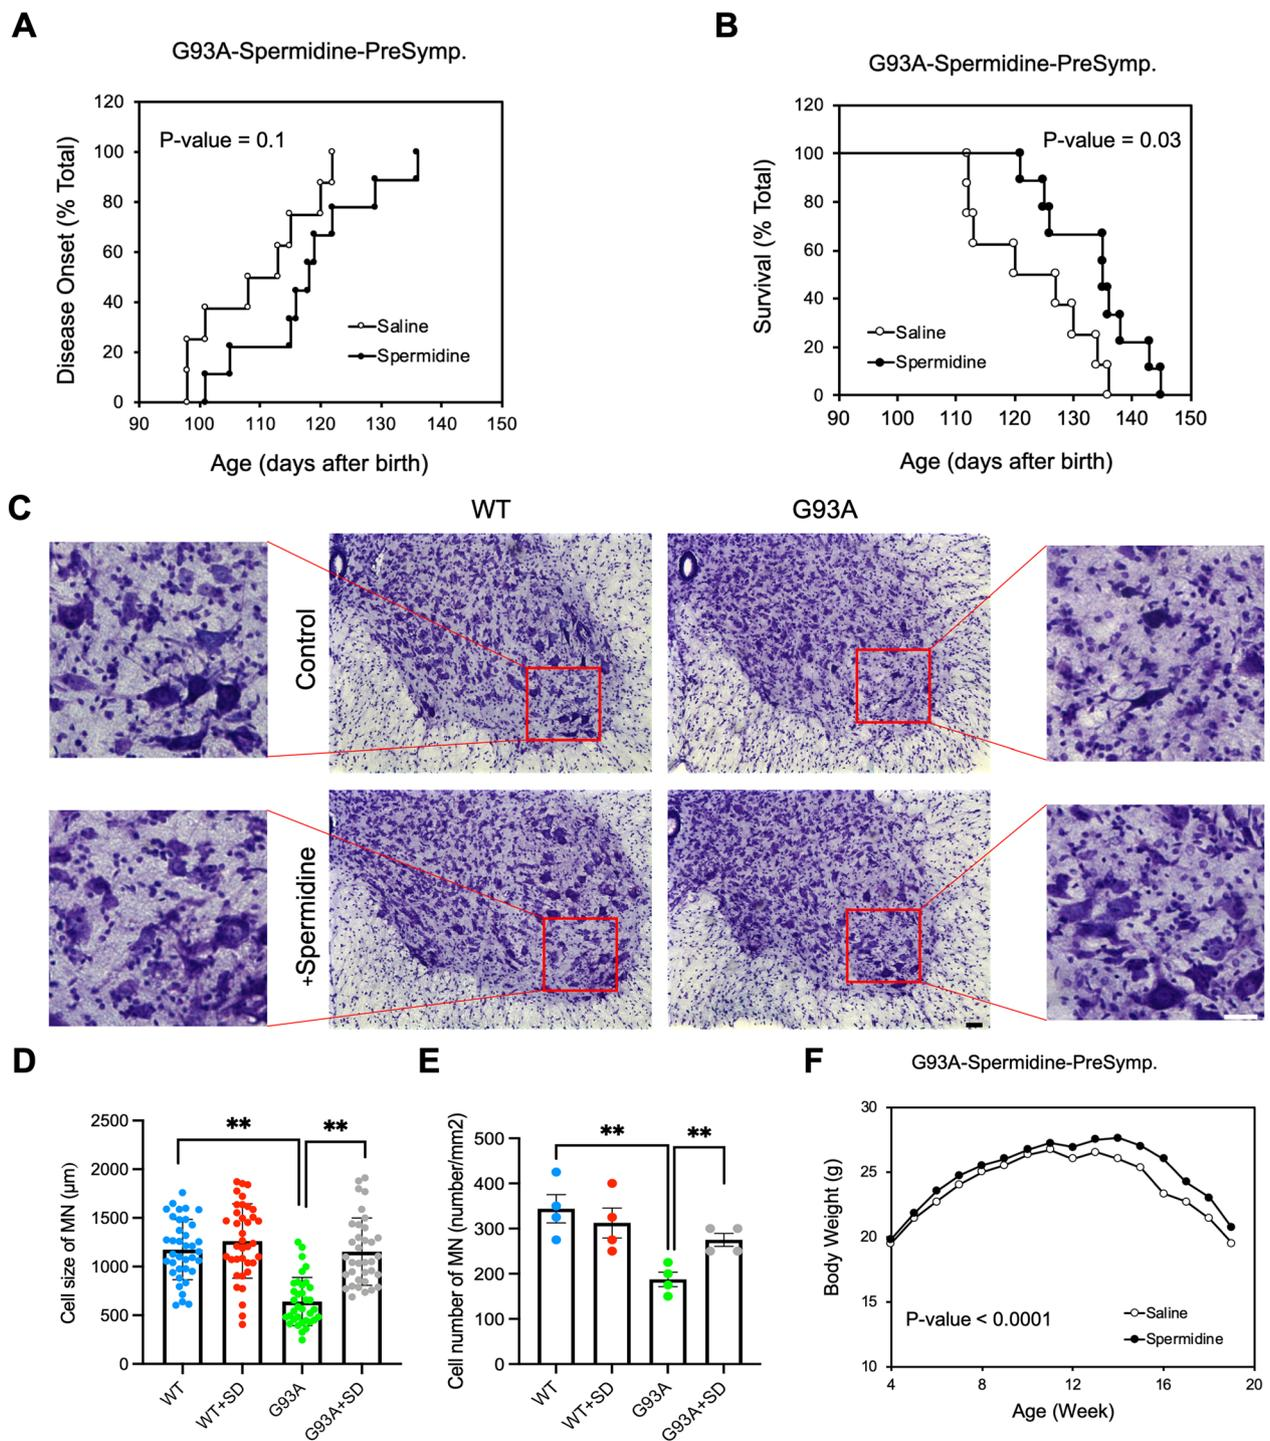 A
G93A-Spermidine-PreSymp.
P-value = 0.1
Disease Onset (% Total)
120
100
80
60
40
20
0
Saline
Spermidine
90 100 110 120 130 140 150
Age (days after birth)
B
G93A-Spermidine-PreSymp.
P-value = 0.03
Survival (% Total)
120
100
80
60
40
20
0
Saline
Spermidine
90 100 110 120 130 140 150
Age (days after birth)
C
WT
G93A
Control
+Spermidine
D
**
**
Cell size of MN (μm)
2500
2000
1500
1000
500
0
WT
WT+SD
G93A
G93A+SD
E
**
**
Cell number of MN (number/mm2)
500
400
300
200
100
0
WT
WT+SD
G93A
G93A+SD
F
G93A-Spermidine-PreSymp.
Body Weight (g)
30
25
20
15
10
P-value < 0.0001
Saline
Spermidine
4 8 12 16 20
Age (Week)